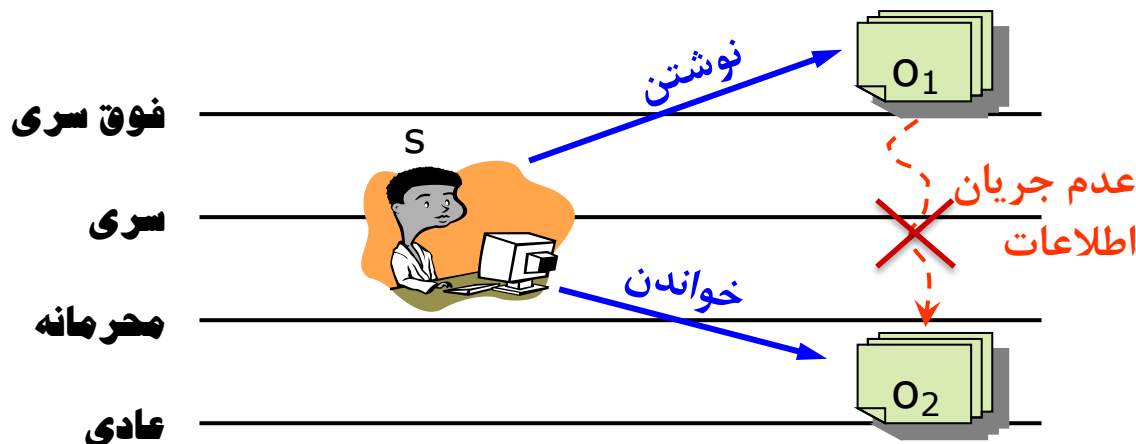 نوشتن
O1
فوق سری
S
عدم جریان
سری
اطلاعات
خواندن
محرمانه
O2
عادی